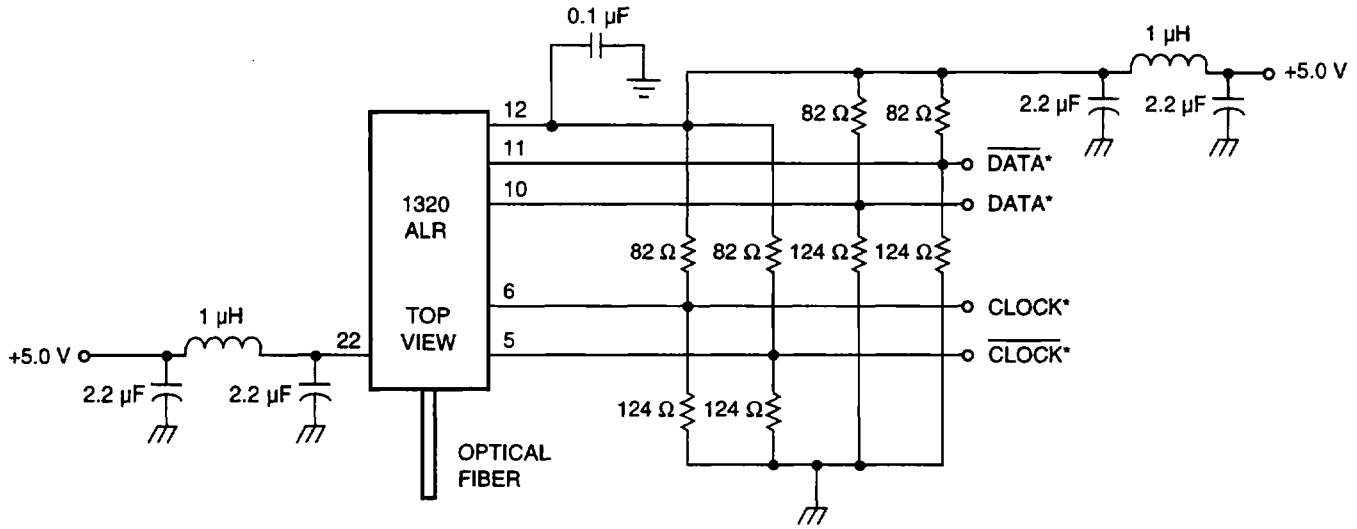 0.1 µF
1 µH
+5.0 V
2.2 µF
2.2 µF
82 Ω
82 Ω
12
11
DATA*
10
DATA*
1320
ALR
82 Ω
82 Ω
124 Ω
124 Ω
6
CLOCK*
TOP
VIEW
1 µH
+5.0 V
22
5
CLOCK*
2.2 µF
2.2 µF
124 Ω
124 Ω
OPTICAL
FIBER